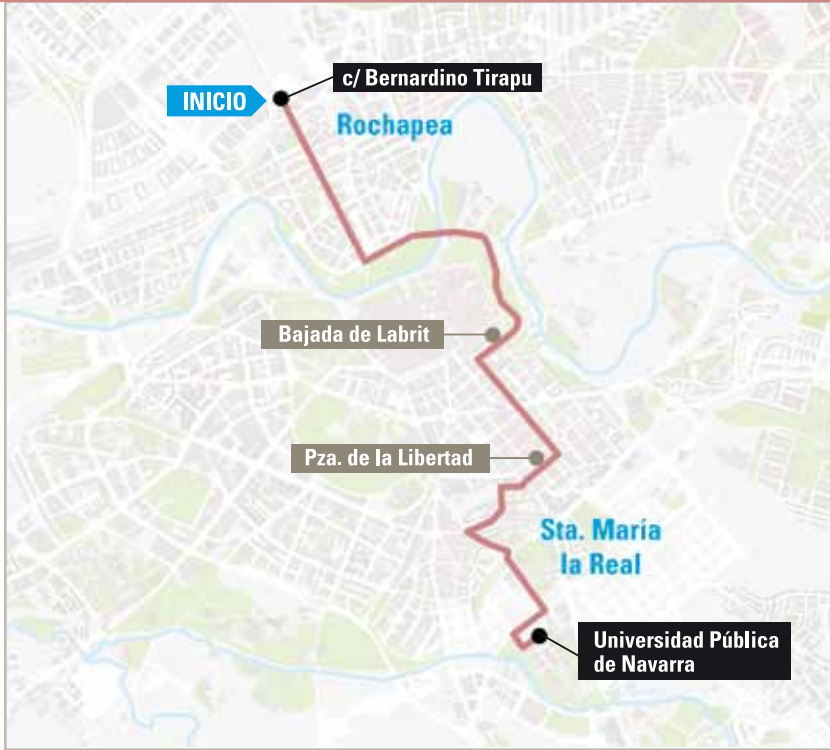 c/ Bernardino Tirapu
INICIO
Rochapea
Bajada de Labrit
Pza. de la Libertad
Sta. María
la Real
Universidad Pública
de Navarra